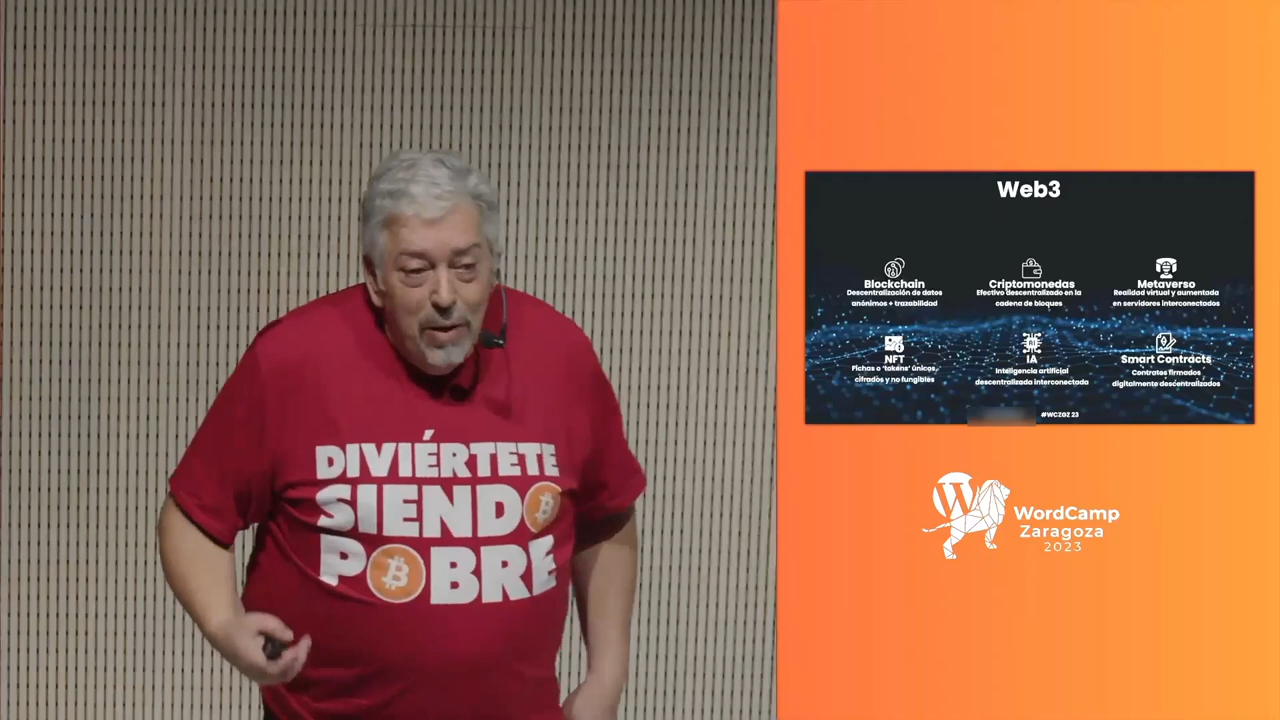 DIVIÉRTETE
SIENDO
POBRE
Web3
Blockchain
Descentralización de datos
anónimos + trazabilidad
Criptomonedas
Efectivo descentralizado en la
cadena de bloques
Metaverso
Realidad virtual y aumentada
en servidores interconectados
NFT
Fichas o 'tokens' únicos,
cifrados y no fungibles
IA
Inteligencia artificial
descentralizada interconectada
Smart Contracts
Contratos firmados
digitalmente descentralizados
#WCZGZ 23
WordCamp
Zaragoza
2023